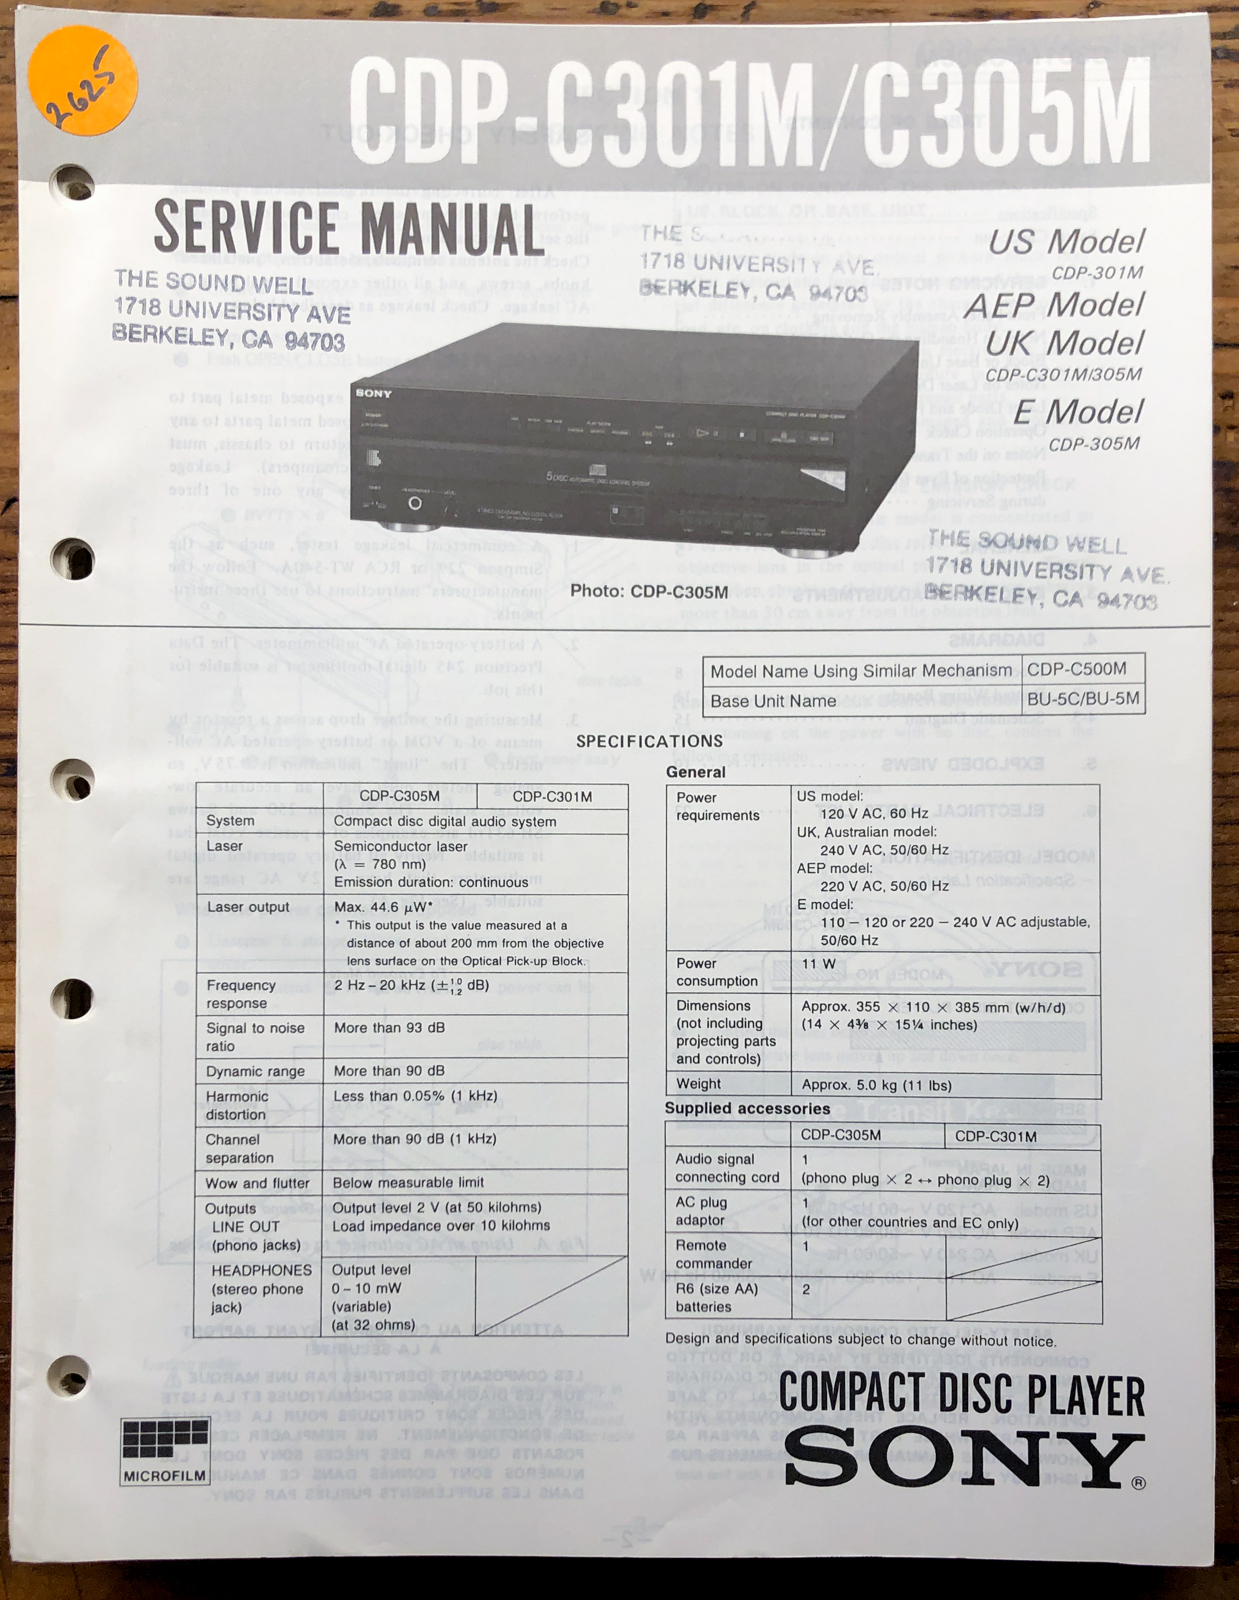 2625
CDP-C301M/C305M
SERVICE MANUAL
THE SOUND WELL
1718 UNIVERSITY AVE
BERKELEY, CA 94703
THE S
1718 UNIVERSITY AVE.
BERKELEY, CA 94703
US Model
CDP-301M
AEP Model
UK Model
CDP-C301M/305M
E Model
CDP-305M
SONY
5 DISC AUTOMATIC DISC LOADING SYSTEM
THE SOUND WELL
1718 UNIVERSITY AVE.
BERKELEY, CA 94703
Photo: CDP-C305M
Model Name Using Similar Mechanism CDP-C500M
Base Unit Name BU-5C/BU-5M
SPECIFICATIONS
CDP-C305M CDP-C301M
System Compact disc digital audio system
Laser Semiconductor laser
(λ = 780 nm)
Emission duration: continuous
Laser output Max. 44.6 μW*
* This output is the value measured at a
distance of about 200 mm from the objective
lens surface on the Optical Pick-up Block.
Frequency response 2 Hz – 20 kHz (±1.0 1.2 dB)
Signal to noise ratio More than 93 dB
Dynamic range More than 90 dB
Harmonic distortion Less than 0.05% (1 kHz)
Channel separation More than 90 dB (1 kHz)
Wow and flutter Below measurable limit
Outputs Output level 2 V (at 50 kilohms)
LINE OUT Load impedance over 10 kilohms
(phono jacks)
HEADPHONES Output level
(stereo phone 0 – 10 mW
jack) (variable)
(at 32 ohms)
General
Power requirements US model:
120 V AC, 60 Hz
UK, Australian model:
240 V AC, 50/60 Hz
AEP model:
220 V AC, 50/60 Hz
E model:
110 – 120 or 220 – 240 V AC adjustable,
50/60 Hz
Power consumption 11 W
Dimensions Approx. 355 × 110 × 385 mm (w/h/d)
(not including (14 × 4⅜ × 15¼ inches)
projecting parts
and controls)
Weight Approx. 5.0 kg (11 lbs)
Supplied accessories
CDP-C305M CDP-C301M
Audio signal 1
connecting cord (phono plug × 2 ↔ phono plug × 2)
AC plug 1
adaptor (for other countries and EC only)
Remote commander 1
R6 (size AA) batteries 2
Design and specifications subject to change without notice.
COMPACT DISC PLAYER
SONY®
MICROFILM